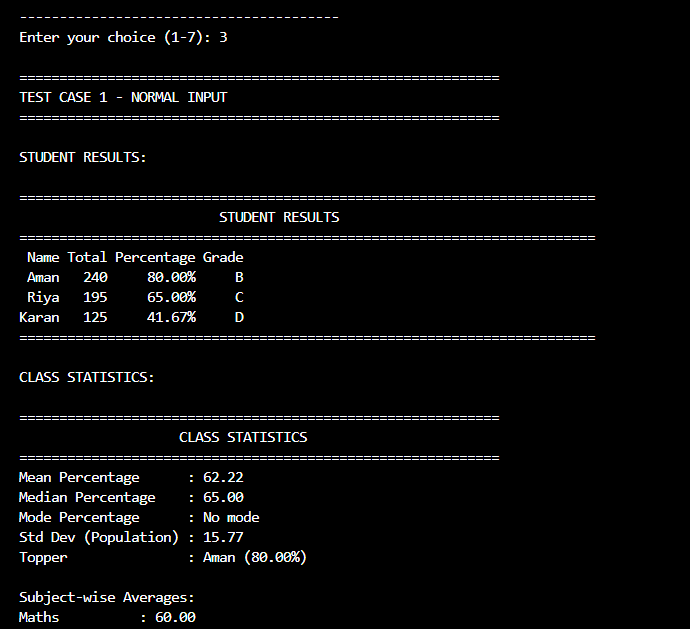 ----------------------------------------
Enter your choice (1-7): 3
============================================================
TEST CASE 1 - NORMAL INPUT
============================================================
STUDENT RESULTS:
========================================================================
                         STUDENT RESULTS
========================================================================
 Name Total Percentage Grade
 Aman   240     80.00%     B
 Riya   195     65.00%     C
Karan   125     41.67%     D
========================================================================
CLASS STATISTICS:
============================================================
                    CLASS STATISTICS
============================================================
Mean Percentage      : 62.22
Median Percentage    : 65.00
Mode Percentage      : No mode
Std Dev (Population) : 15.77
Topper               : Aman (80.00%)
Subject-wise Averages:
Maths          : 60.00